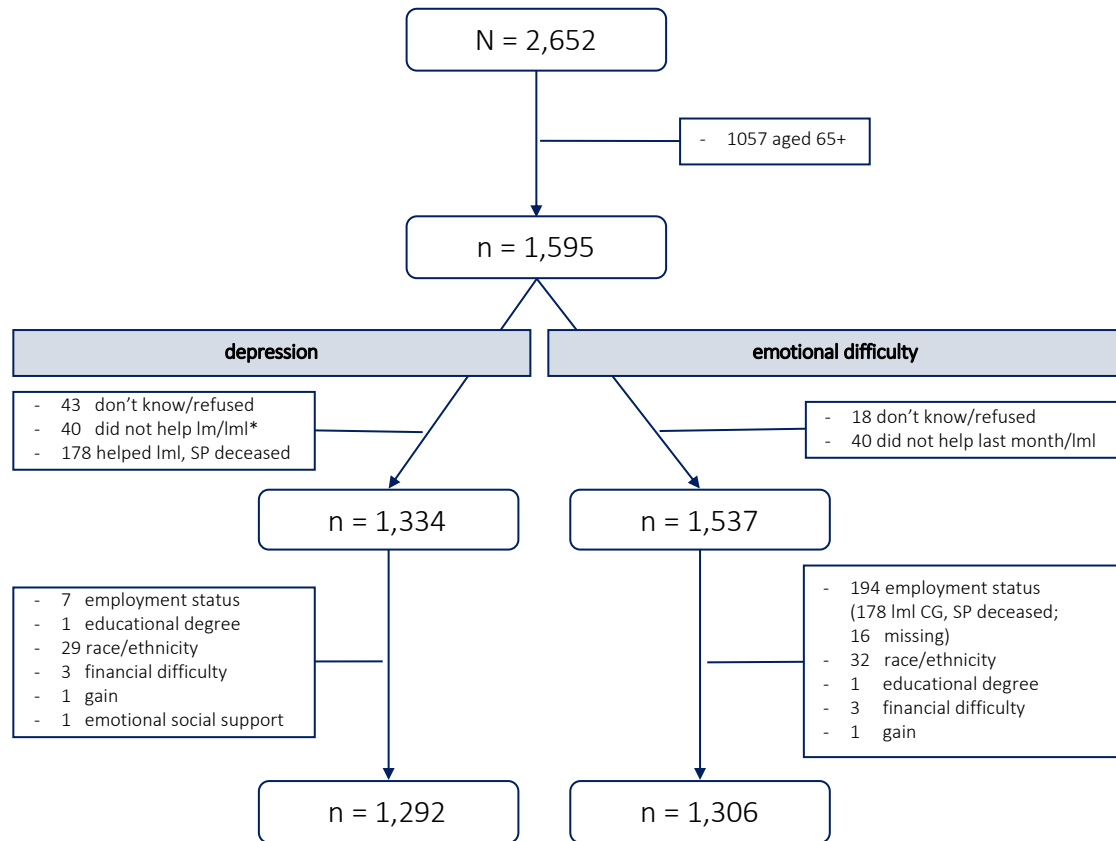 N = 2,652
- 1057 aged 65+
n = 1,595
depression
emotional difficulty
- 43 don’t know/refused
- 40 did not help lm/lml*
- 178 helped lml, SP deceased
- 18 don’t know/refused
- 40 did not help last month/lml
n = 1,334
n = 1,537
- 7 employment status
- 1 educational degree
- 29 race/ethnicity
- 3 financial difficulty
- 1 gain
- 1 emotional social support
- 194 employment status
(178 lml CG, SP deceased;
16 missing)
- 32 race/ethnicity
- 1 educational degree
- 3 financial difficulty
- 1 gain
n = 1,292
n = 1,306